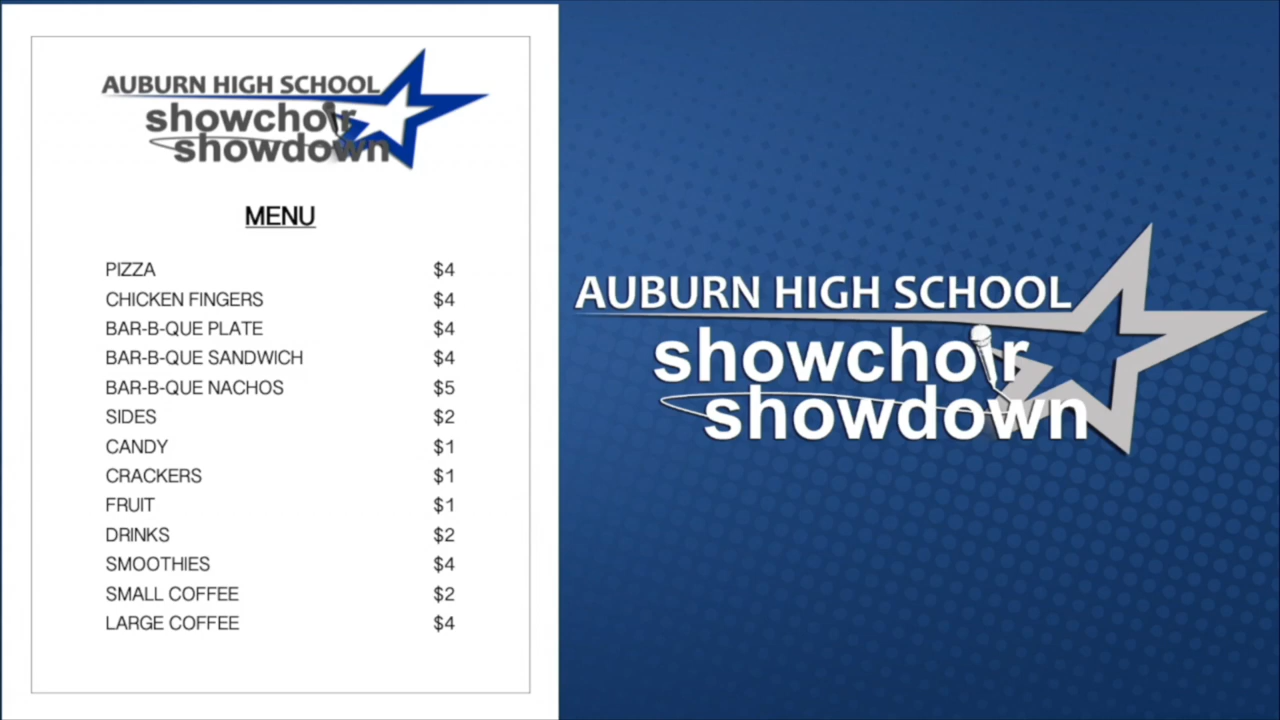 AUBURN HIGH SCHOOL
showchoir
showdown
MENU
PIZZA $4
CHICKEN FINGERS $4
BAR-B-QUE PLATE $4
BAR-B-QUE SANDWICH $4
BAR-B-QUE NACHOS $5
SIDES $2
CANDY $1
CRACKERS $1
FRUIT $1
DRINKS $2
SMOOTHIES $4
SMALL COFFEE $2
LARGE COFFEE $4
AUBURN HIGH SCHOOL
showchoir
showdown